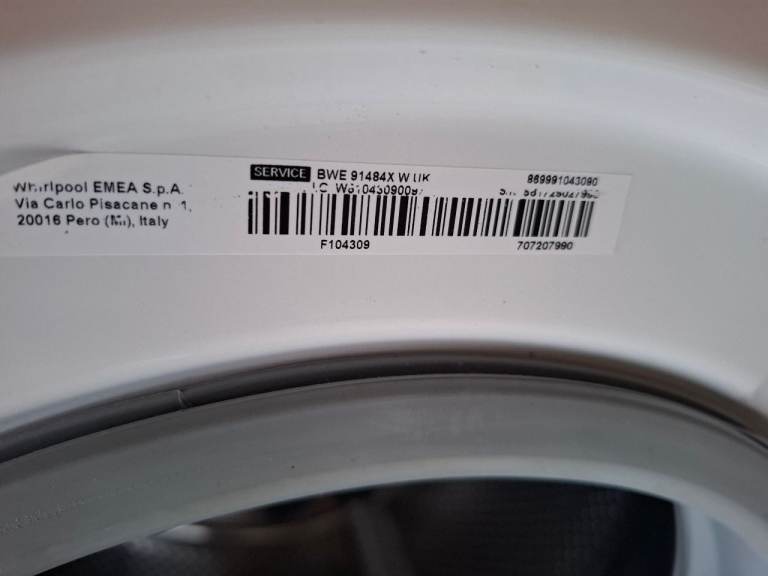 Whirlpool EMEA S.p.A.
Via Carlo Pisacane n. 1,
20016 Pero (Mi), Italy
SERVICE BWE 91484X W UK 869991043090
F104309 707207990